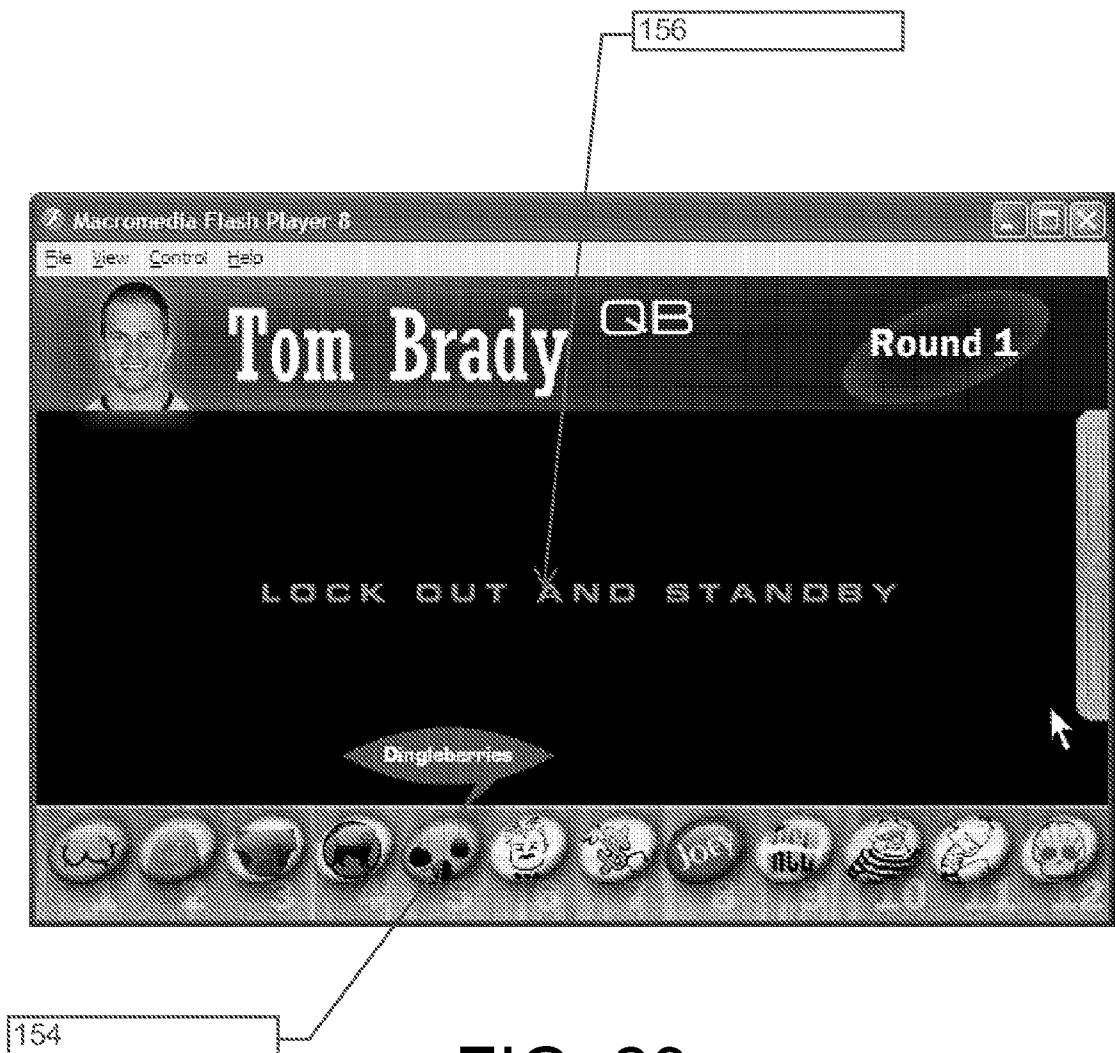 156
Macromedia Flash Player 8
File View Control Help
Tom Brady QB
Round 1
LOCK OUT AND STANDBY
Dingleberries
Joey
154